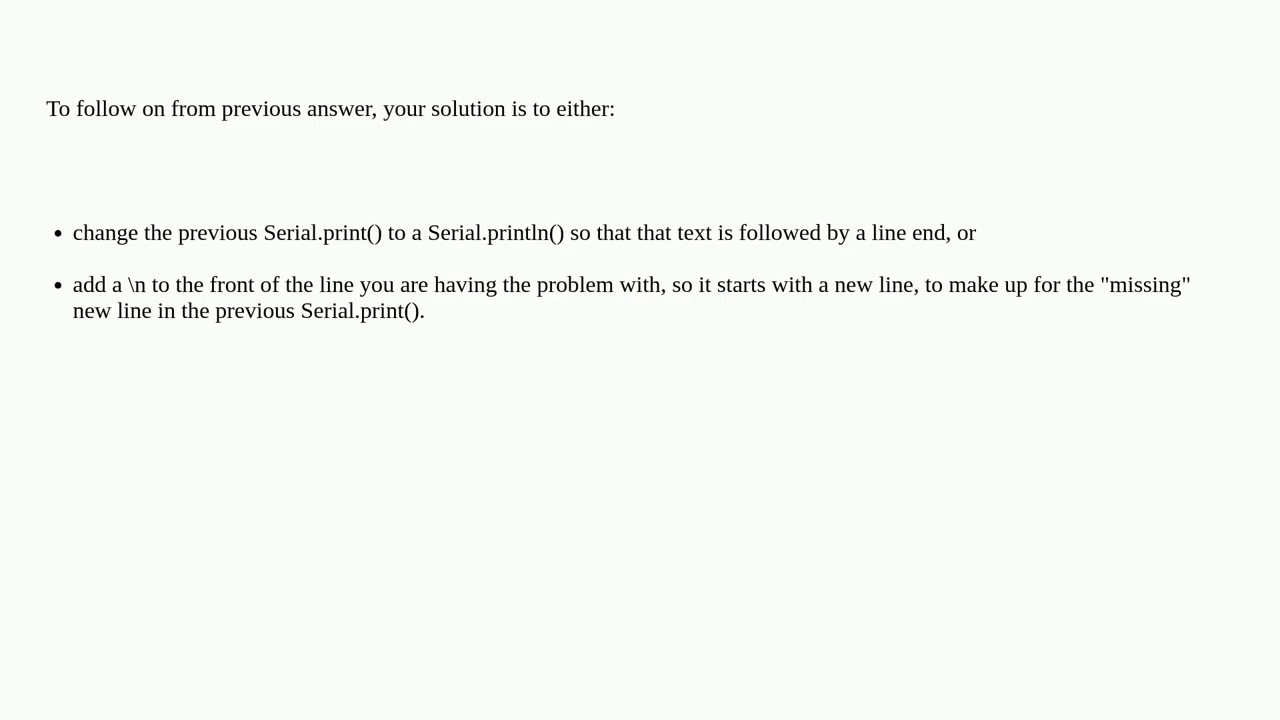 To follow on from previous answer, your solution is to either:
• change the previous Serial.print() to a Serial.println() so that that text is followed by a line end, or
• add a \n to the front of the line you are having the problem with, so it starts with a new line, to make up for the "missing"
new line in the previous Serial.print().